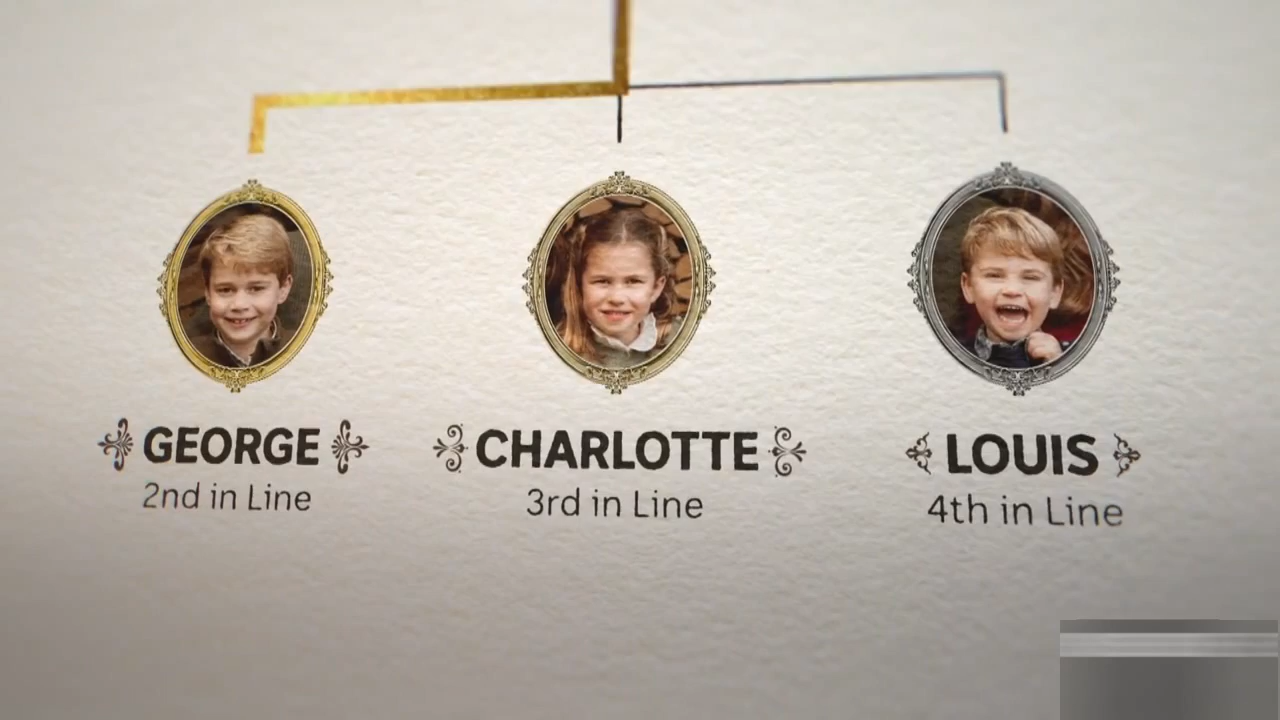 GEORGE
2nd in Line
CHARLOTTE
3rd in Line
LOUIS
4th in Line